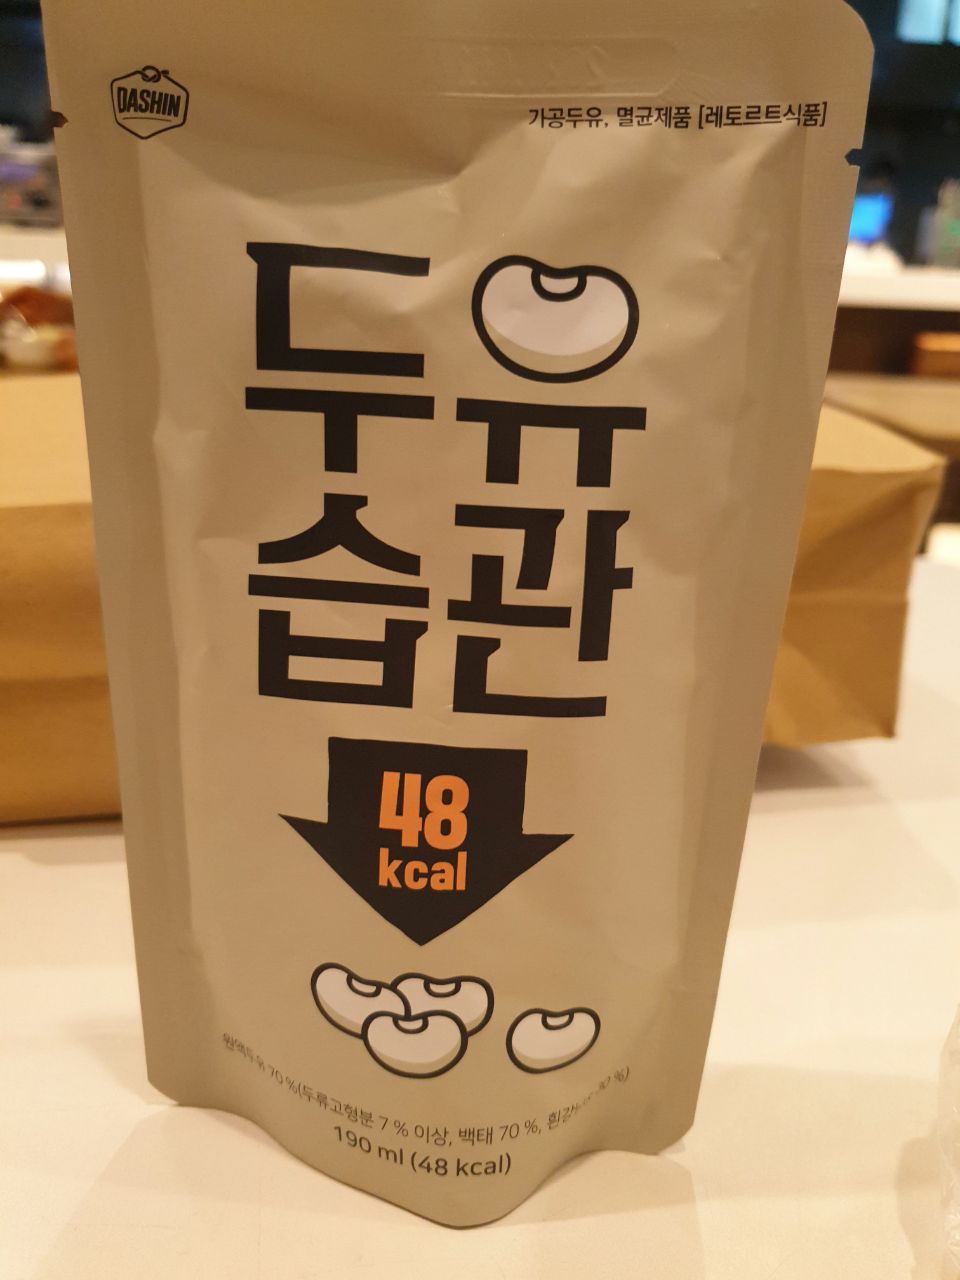 DASHIN
가공두유, 멸균제품 [레토르트식품]
두유
습관
48
kcal
원액두유 70 %(두류고형분 7 % 이상, 백태 70 %, 30 %)
190 ml (48 kcal)